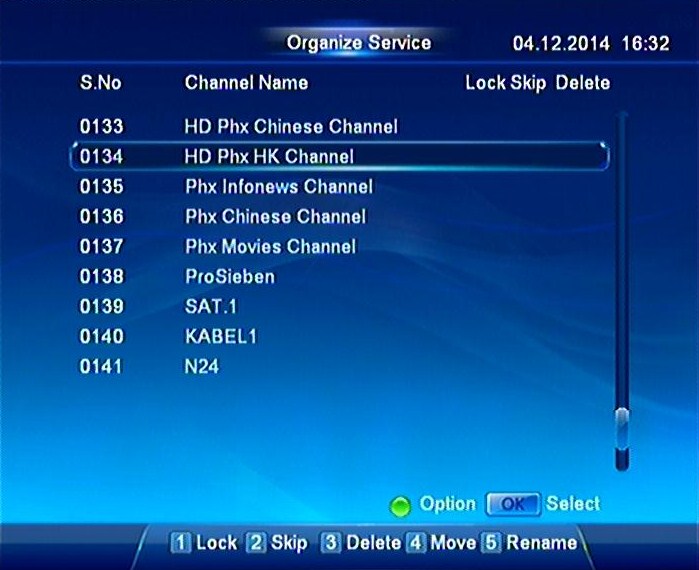 Organize Service 04.12.2014 16:32
S.No Channel Name Lock Skip Delete
0133 HD Phx Chinese Channel
0134 HD Phx HK Channel
0135 Phx Infonews Channel
0136 Phx Chinese Channel
0137 Phx Movies Channel
0138 ProSieben
0139 SAT.1
0140 KABEL1
0141 N24
Option OK Select
1 Lock 2 Skip 3 Delete 4 Move 5 Rename